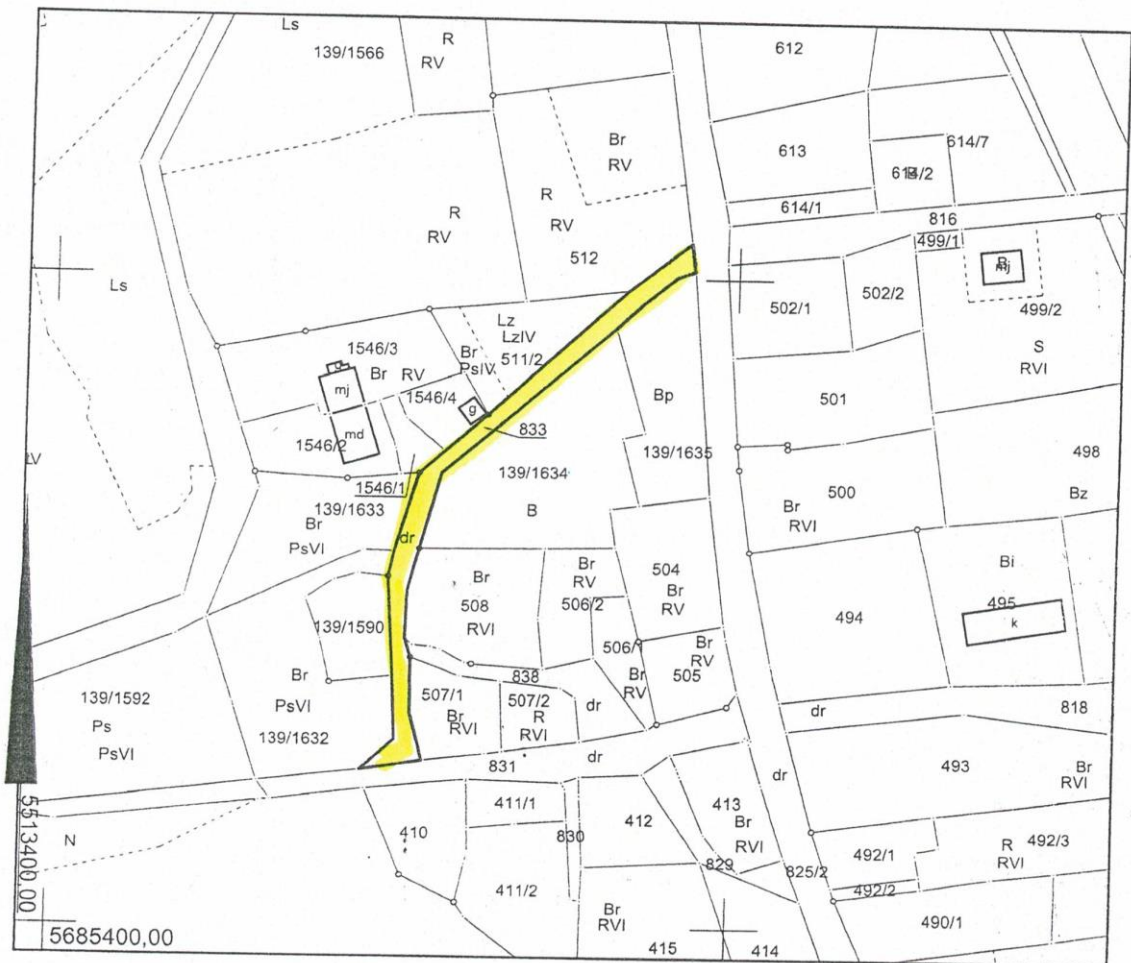 Ls
139/1566
R
RV
612
Br
RV
613
614/7
614/2
614/1
R
RV
R
RV
512
816
499/1
mj
Ls
502/1
502/2
499/2
S
RVI
Lz
LzIV
511/2
1546/3
Br
PsIV
Br RV
mj
1546/4
g
md
1546/2
833
Bp
501
139/1634
139/1635
498
1546/1
139/1633
500
Bz
B
Br
RVI
Br
PsVI
dr
Br
508
RVI
Br
RV
506/2
504
Br
RV
Bi
495
k
494
139/1590
506/1
Br
RV
505
Br
PsVI
838
Br
RV
139/1592
Ps
PsVI
139/1632
507/1
Br
RVI
507/2
R
RVI
dr
dr
818
831
dr
dr
493
Br
RVI
411/1
830
412
413
Br
RVI
N
410
829
825/2
492/1
R
RVI
492/3
492/2
411/2
Br
RVI
490/1
415
414
5513400,00
5685400,00